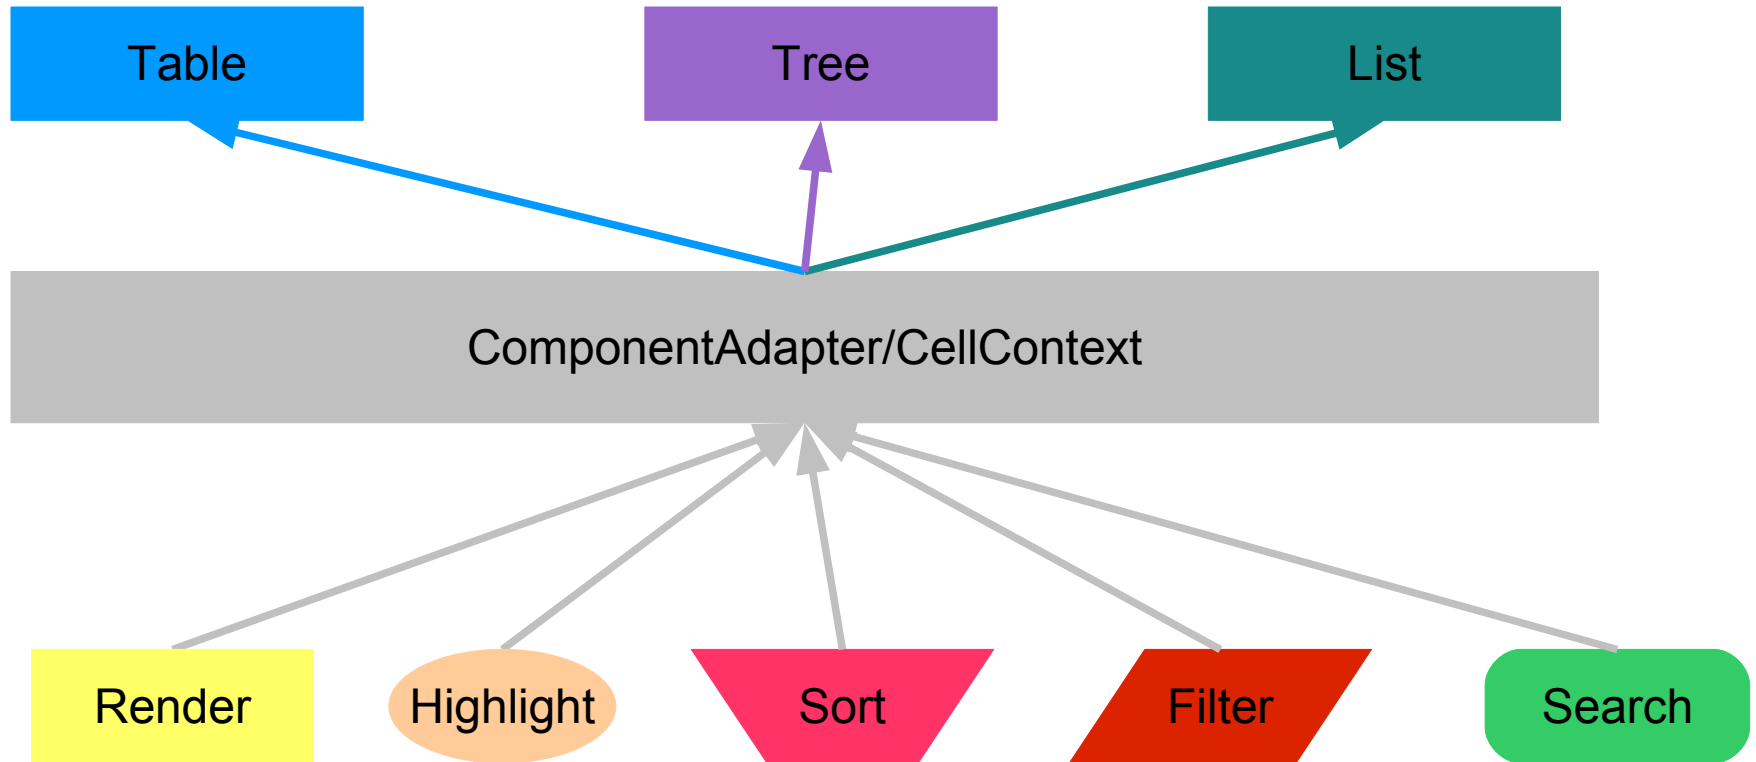 Table
Tree
List
ComponentAdapter/CellContext
Render
Highlight
Sort
Filter
Search